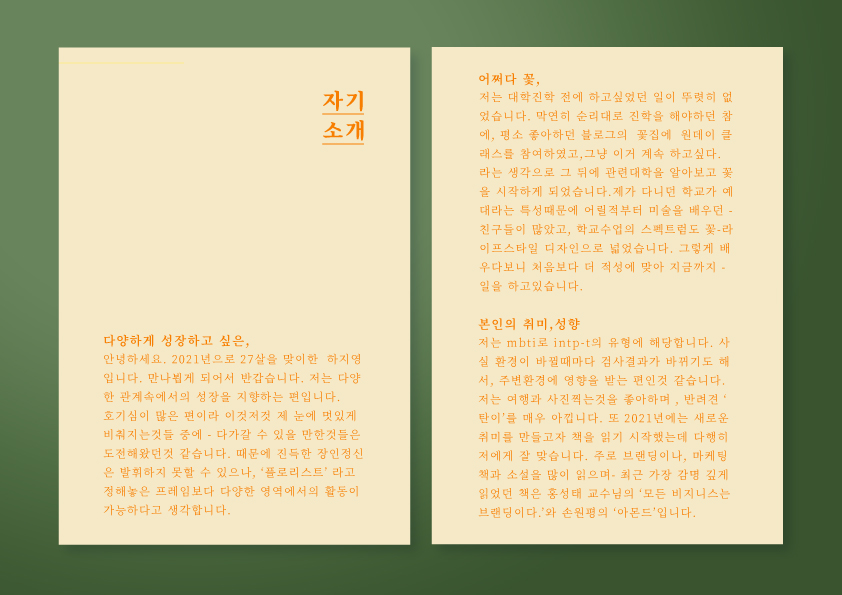 자기
소개
다양하게 성장하고 싶은,
안녕하세요. 2021년으로 27살을 맞이한 하지영
입니다. 만나뵙게 되어서 반갑습니다. 저는 다양
한 관계속에서의 성장을 지향하는 편입니다.
호기심이 많은 편이라 이것저것 제 눈에 멋있게
비춰지는것들 중에 - 다가갈 수 있을 만한것들은
도전해왔던것 같습니다. 때문에 진득한 장인정신
은 발휘하지 못할 수 있으나, ‘플로리스트’ 라고
정해놓은 프레임보다 다양한 영역에서의 활동이
가능하다고 생각합니다.
어쩌다 꽃,
저는 대학진학 전에 하고싶었던 일이 뚜렷히 없
었습니다. 막연히 순리대로 진학을 해야하던 참
에, 평소 좋아하던 블로그의 꽃집에 원데이 클
래스를 참여하였고,그냥 이거 계속 하고싶다.
라는 생각으로 그 뒤에 관련대학을 알아보고 꽃
을 시작하게 되었습니다.제가 다니던 학교가 예
대라는 특성때문에 어릴적부터 미술을 배우던 -
친구들이 많았고, 학교수업의 스펙트럼도 꽃-라
이프스타일 디자인으로 넓었습니다. 그렇게 배
우다보니 처음보다 더 적성에 맞아 지금까지 -
일을 하고있습니다.
본인의 취미,성향
저는 mbti로 intp-t의 유형에 해당합니다. 사
실 환경이 바뀔때마다 검사결과가 바뀌기도 해
서, 주변환경에 영향을 받는 편인것 같습니다.
저는 여행과 사진찍는것을 좋아하며 , 반려견 ‘
탄이’를 매우 아낍니다. 또 2021년에는 새로운
취미를 만들고자 책을 읽기 시작했는데 다행히
저에게 잘 맞습니다. 주로 브랜딩이나, 마케팅
책과 소설을 많이 읽으며- 최근 가장 감명 깊게
읽었던 책은 홍성태 교수님의 ‘모든 비지니스는
브랜딩이다.’와 손원평의 ‘아몬드’입니다.